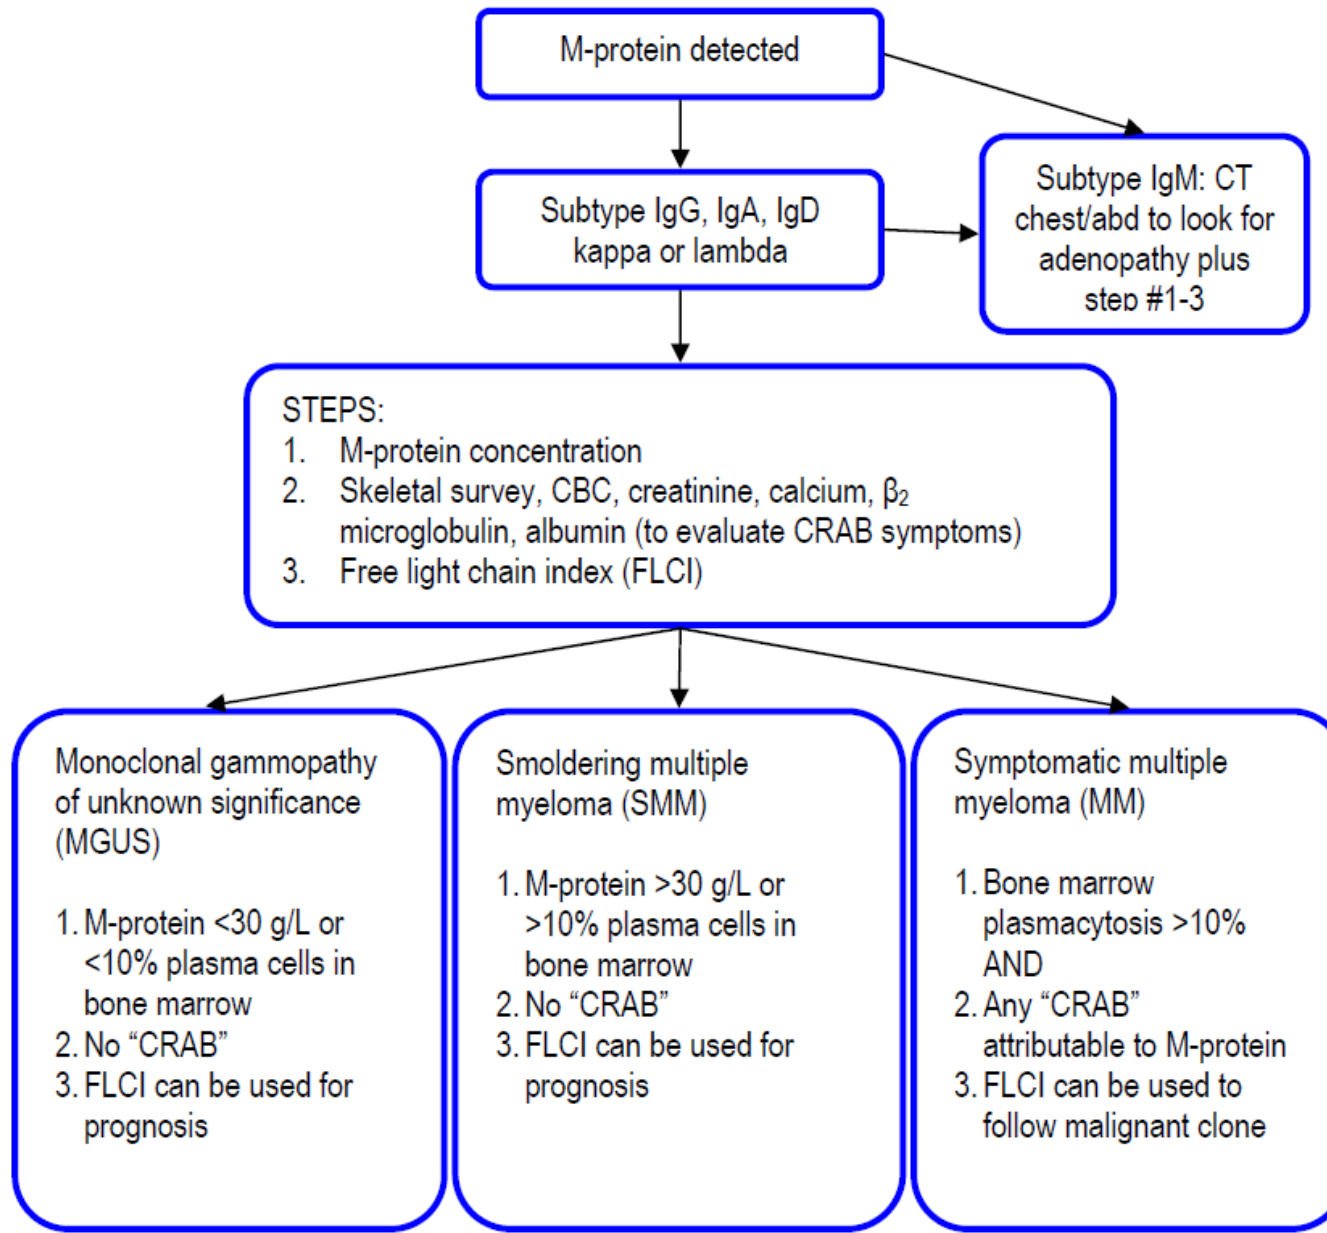 M-protein detected
Subtype IgG, IgA, IgD
kappa or lambda
Subtype IgM: CT
chest/abd to look for
adenopathy plus
step #1-3
STEPS:
1. M-protein concentration
2. Skeletal survey, CBC, creatinine, calcium, β₂
microglobulin, albumin (to evaluate CRAB symptoms)
3. Free light chain index (FLCI)
Monoclonal gammopathy
of unknown significance
(MGUS)
1. M-protein <30 g/L or
<10% plasma cells in
bone marrow
2. No “CRAB”
3. FLCI can be used for
prognosis
Smoldering multiple
myeloma (SMM)
1. M-protein >30 g/L or
>10% plasma cells in
bone marrow
2. No “CRAB”
3. FLCI can be used for
prognosis
Symptomatic multiple
myeloma (MM)
1. Bone marrow
plasmacytosis >10%
AND
2. Any “CRAB”
attributable to M-protein
3. FLCI can be used to
follow malignant clone